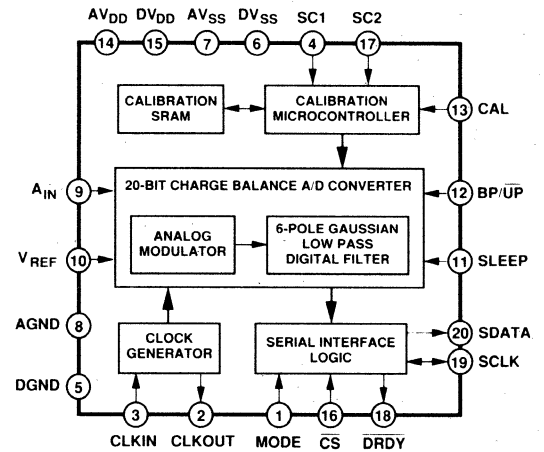 AVDD DVDD AVSS DVSS SC1 SC2
14 15 7 6 4 17
CALIBRATION
SRAM
CALIBRATION
MICROCONTROLLER
13 CAL
20-BIT CHARGE BALANCE A/D CONVERTER
AIN 9
12 BP/U̅P̅
ANALOG
MODULATOR
6-POLE GAUSSIAN
LOW PASS
DIGITAL FILTER
VREF 10
11 SLEEP
AGND 8
CLOCK
GENERATOR
SERIAL INTERFACE
LOGIC
20 SDATA
19 SCLK
DGND 5
3 2 1 16 18
CLKIN CLKOUT MODE C̅S̅ D̅R̅D̅Y̅